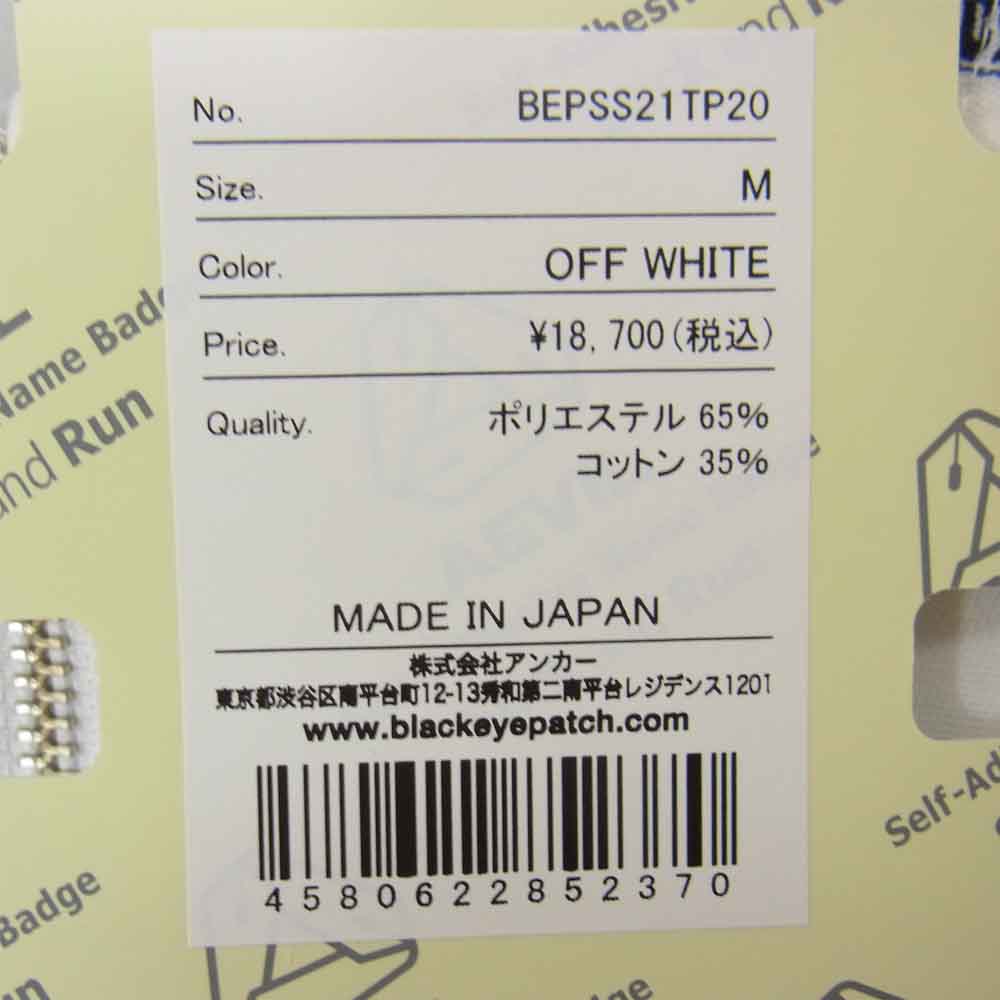 Adhesiv
nd Run
No. BEPSS21TP20
Size. M
Color. OFF WHITE
Price. ¥18,700(税込)
Quality. ポリエステル 65%
コットン 35%
Name Badge
and Run
MADE IN JAPAN
株式会社アンカー
東京都渋谷区南平台町12-13秀和第二南平台レジデンス1201
www.blackeyepatch.com
4580622852370
Self-Ad
Badge